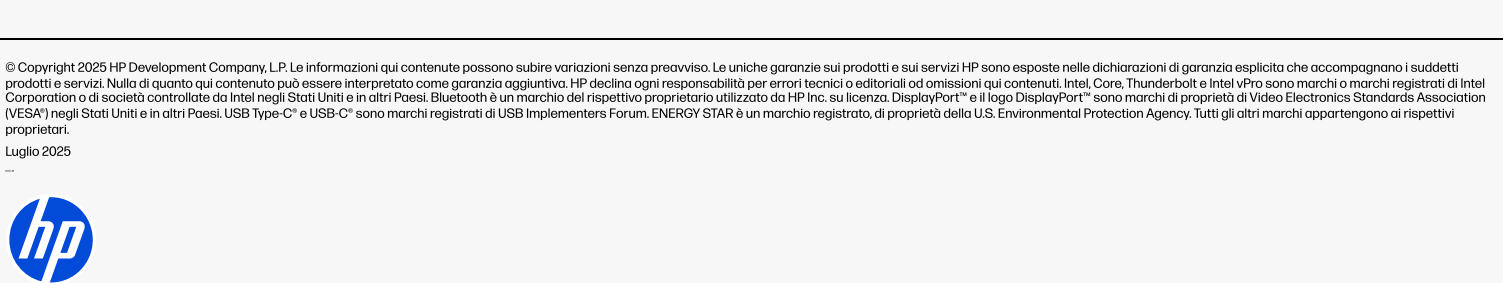 © Copyright 2025 HP Development Company, L.P. Le informazioni qui contenute possono subire variazioni senza preavviso. Le uniche garanzie sui prodotti e sui servizi HP sono esposte nelle dichiarazioni di garanzia esplicita che accompagnano i suddetti
prodotti e servizi. Nulla di quanto qui contenuto può essere interpretato come garanzia aggiuntiva. HP declina ogni responsabilità per errori tecnici o editoriali od omissioni qui contenuti. Intel, Core, Thunderbolt e Intel vPro sono marchi o marchi registrati di Intel
Corporation o di società controllate da Intel negli Stati Uniti e in altri Paesi. Bluetooth è un marchio del rispettivo proprietario utilizzato da HP Inc. su licenza. DisplayPort™ e il logo DisplayPort™ sono marchi di proprietà di Video Electronics Standards Association
(VESA®) negli Stati Uniti e in altri Paesi. USB Type-C® e USB-C® sono marchi registrati di USB Implementers Forum. ENERGY STAR è un marchio registrato, di proprietà della U.S. Environmental Protection Agency. Tutti gli altri marchi appartengono ai rispettivi
proprietari.
Luglio 2025
hp